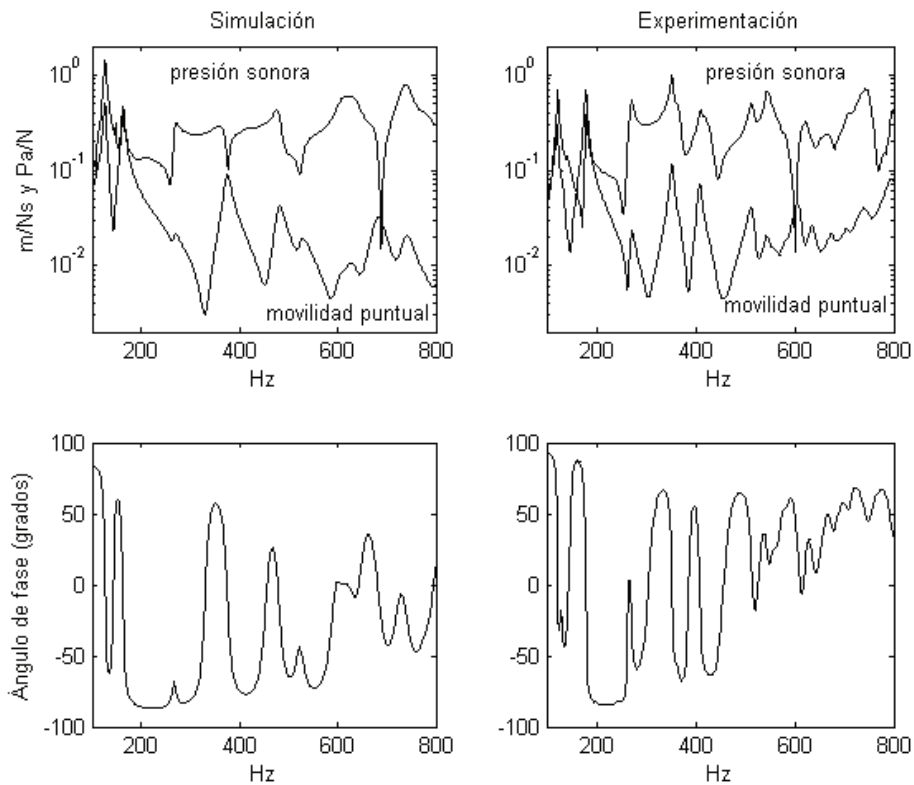 Simulación
Experimentación
10^0
10^-1
10^-2
m/Ns y Pa/N
presión sonora
movilidad puntual
200 400 600 800
Hz
10^0
10^-1
10^-2
presión sonora
movilidad puntual
200 400 600 800
Hz
100
50
0
-50
-100
Ángulo de fase (grados)
200 400 600 800
Hz
100
50
0
-50
-100
200 400 600 800
Hz